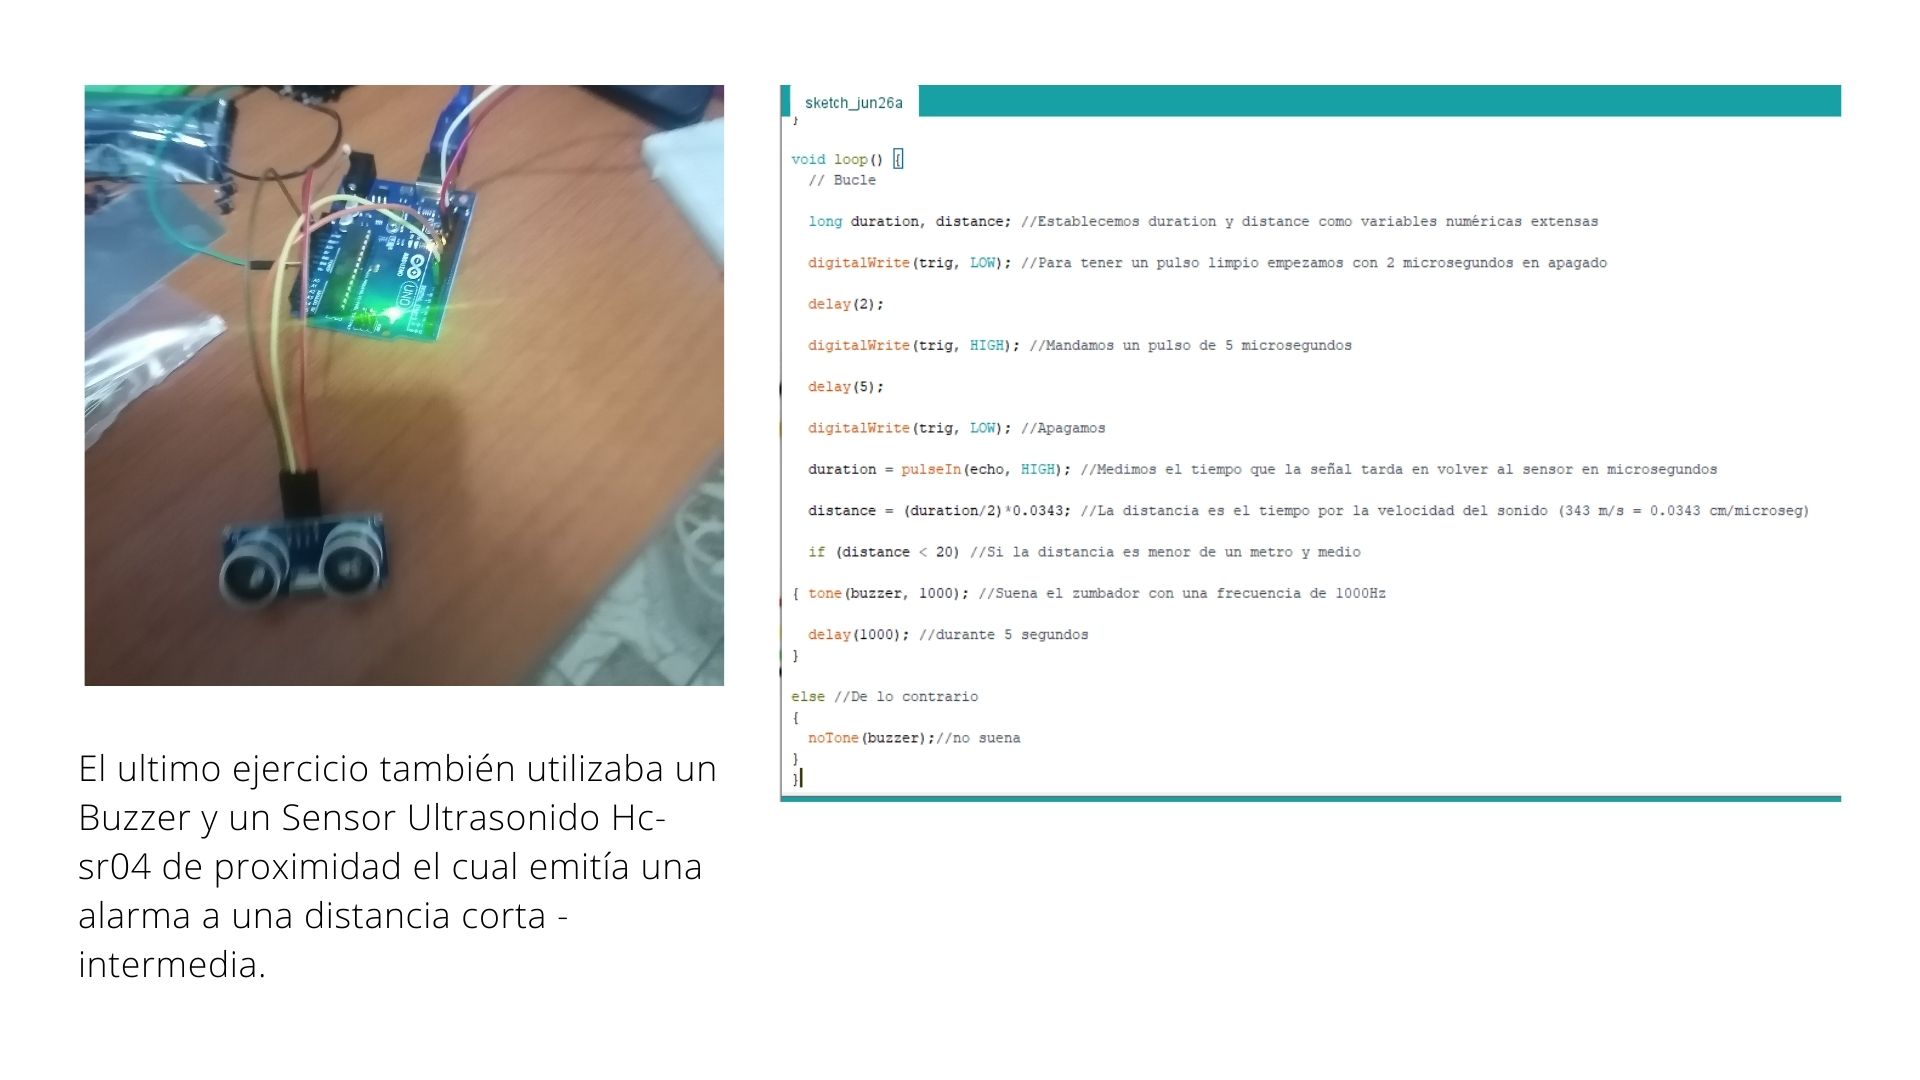 sketch_jun26a
}
void loop() {
// Bucle
long duration, distance; //Establecemos duration y distance como variables numéricas extensas
digitalWrite(trig, LOW); //Para tener un pulso limpio empezamos con 2 microsegundos en apagado
delay(2);
digitalWrite(trig, HIGH); //Mandamos un pulso de 5 microsegundos
delay(5);
digitalWrite(trig, LOW); //Apagamos
duration = pulseIn(echo, HIGH); //Medimos el tiempo que la señal tarda en volver al sensor en microsegundos
distance = (duration/2)*0.0343; //La distancia es el tiempo por la velocidad del sonido (343 m/s = 0.0343 cm/microseg)
if (distance < 20) //Si la distancia es menor de un metro y medio
{ tone(buzzer, 1000); //Suena el zumbador con una frecuencia de 1000Hz
delay(1000); //durante 5 segundos
}
else //De lo contrario
{
noTone(buzzer);//no suena
}
}
UNO
ARDUINO
El ultimo ejercicio también utilizaba un
Buzzer y un Sensor Ultrasonido Hc-
sr04 de proximidad el cual emitía una
alarma a una distancia corta -
intermedia.